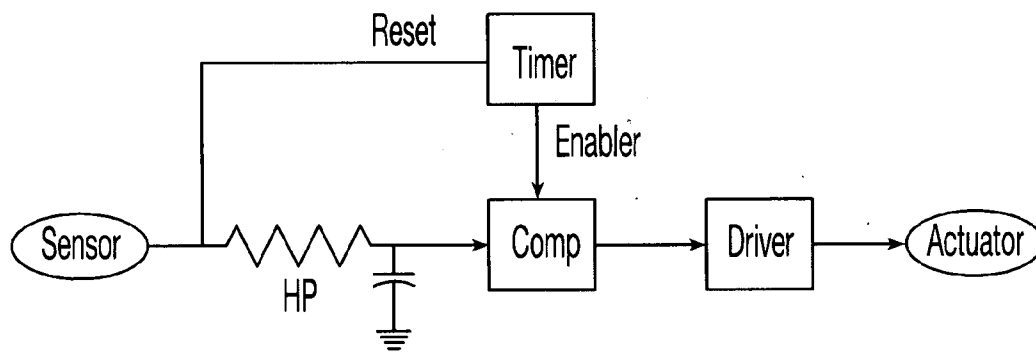 Reset
Timer
Enabler
Sensor
HP
Comp
Driver
Actuator